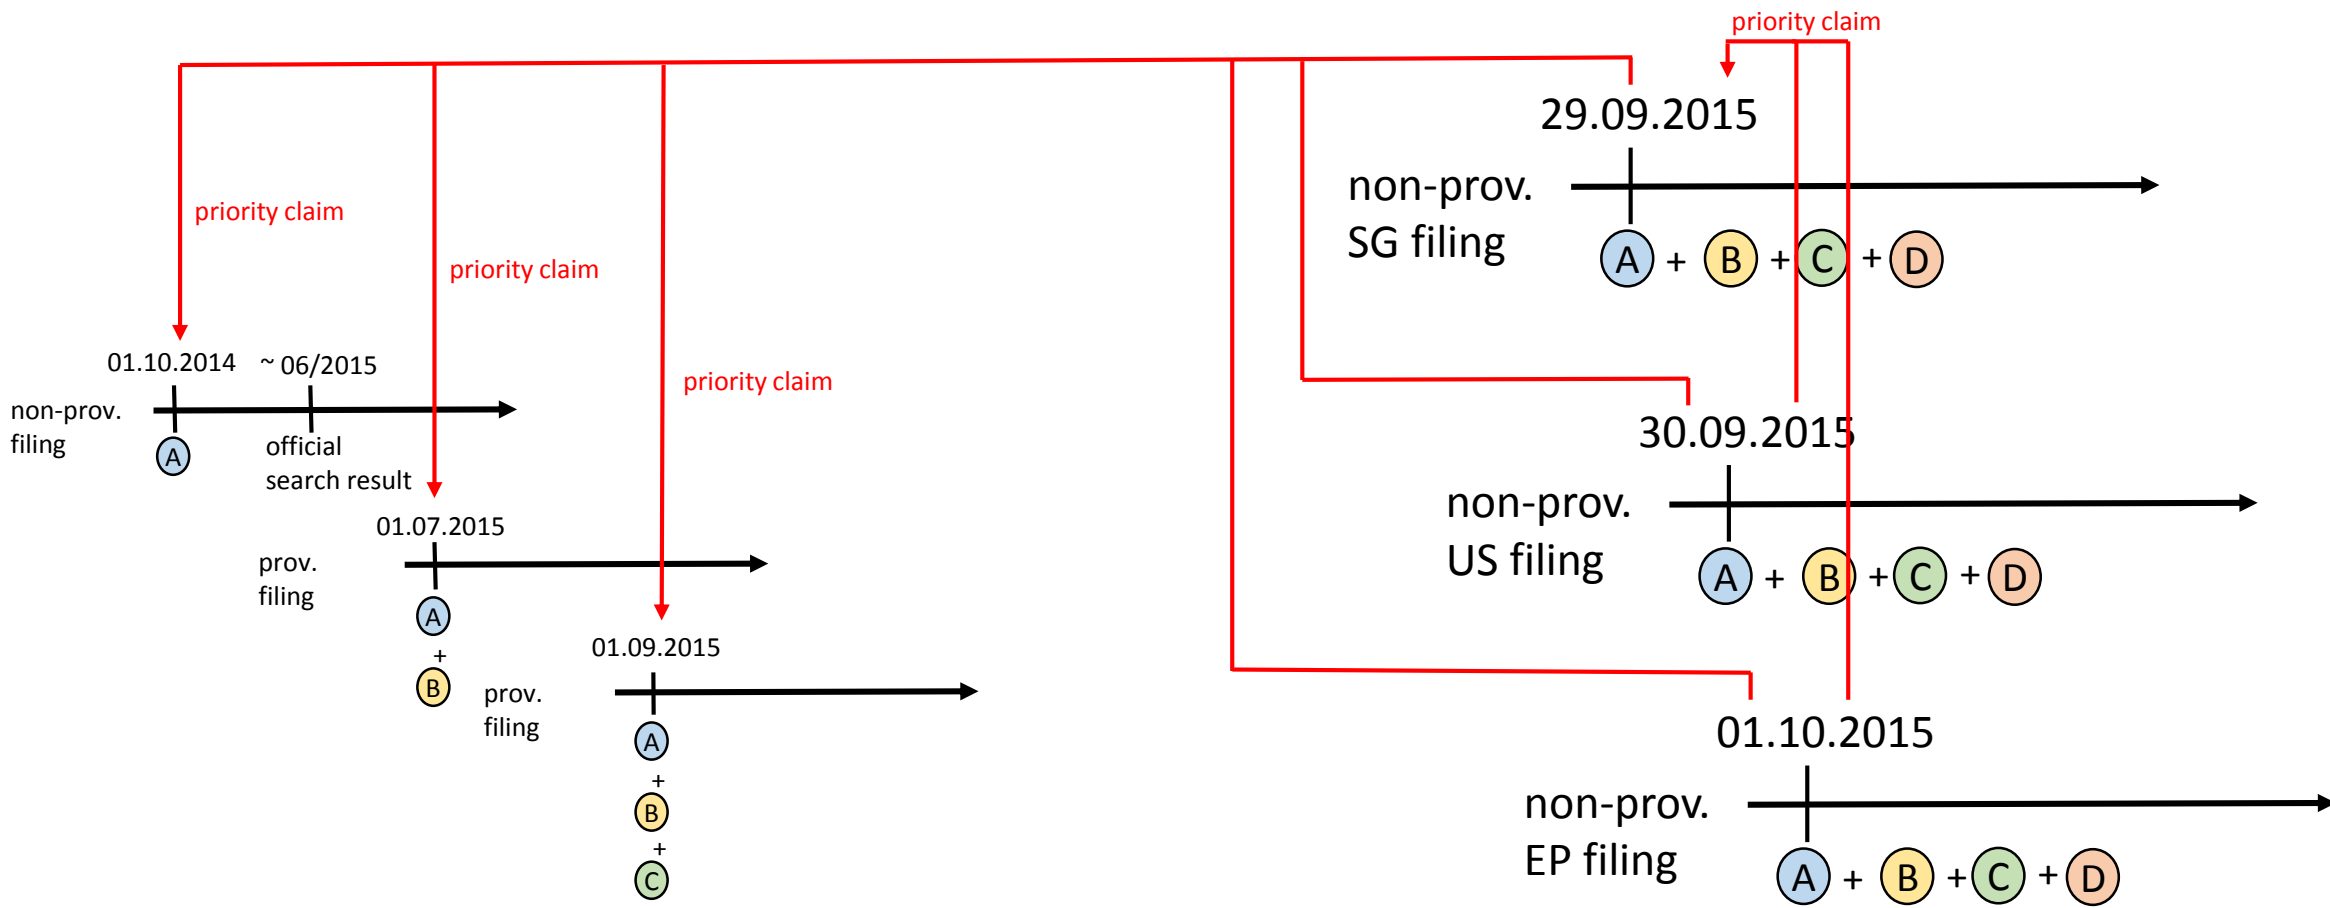 priority claim
29.09.2015
non-prov.
SG filing
A + B + C + D
priority claim
priority claim
01.10.2014 ~ 06/2015
priority claim
non-prov.
filing
A
official
search result
30.09.2015
non-prov.
US filing
A + B + C + D
01.07.2015
prov.
filing
A
+
B
01.09.2015
prov.
filing
A
+
B
+
C
01.10.2015
non-prov.
EP filing
A + B + C + D